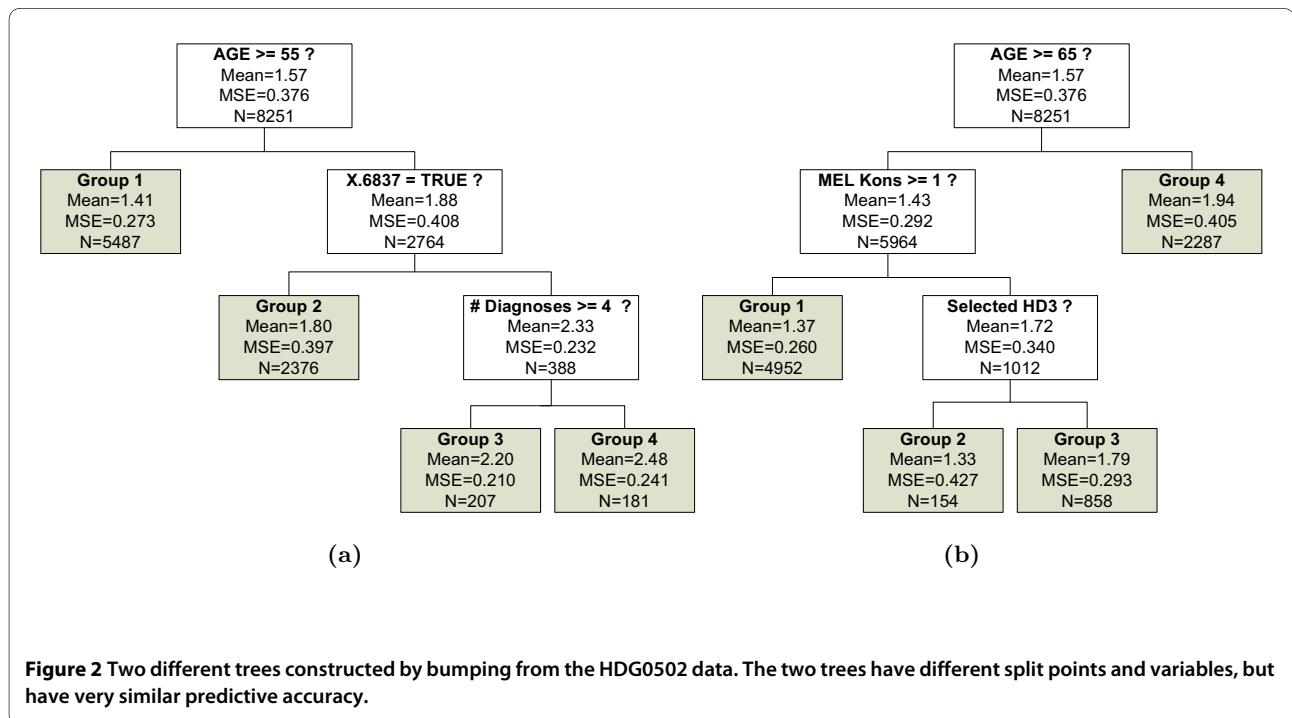 AGE >= 55 ?
Mean=1.57
MSE=0.376
N=8251
Group 1
Mean=1.41
MSE=0.273
N=5487
X.6837 = TRUE ?
Mean=1.88
MSE=0.408
N=2764
Group 2
Mean=1.80
MSE=0.397
N=2376
# Diagnoses >= 4 ?
Mean=2.33
MSE=0.232
N=388
Group 3
Mean=2.20
MSE=0.210
N=207
Group 4
Mean=2.48
MSE=0.241
N=181
(a)
AGE >= 65 ?
Mean=1.57
MSE=0.376
N=8251
MEL Kons >= 1 ?
Mean=1.43
MSE=0.292
N=5964
Group 4
Mean=1.94
MSE=0.405
N=2287
Group 1
Mean=1.37
MSE=0.260
N=4952
Selected HD3 ?
Mean=1.72
MSE=0.340
N=1012
Group 2
Mean=1.33
MSE=0.427
N=154
Group 3
Mean=1.79
MSE=0.293
N=858
(b)
Figure 2 Two different trees constructed by bumping from the HDG0502 data. The two trees have different split points and variables, but
have very similar predictive accuracy.